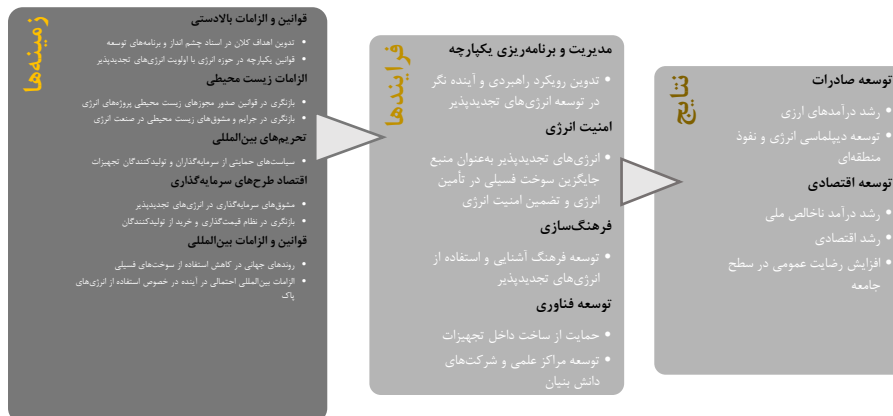 زمینه‌ها
قوانین و الزامات بالادستی
• تدوین اهداف کلان در اسناد چشم انداز و برنامه‌های توسعه
• قوانین یکپارچه در حوزه انرژی با اولویت انرژی‌های تجدیدپذیر
الزامات زیست محیطی
• بازنگری در قوانین صدور مجوزهای زیست محیطی پروژه‌های انرژی
• بازنگری در جرایم و مشوق‌های زیست محیطی در صنعت انرژی
تحریم‌های بین‌المللی
• سیاست‌های حمایتی از سرمایه‌گذاران و تولیدکنندگان تجهیزات
اقتصاد طرح‌های سرمایه‌گذاری
• مشوق‌های سرمایه‌گذاری در انرژی‌های تجدیدپذیر
• بازنگری در نظام قیمت‌گذاری و خرید از تولیدکنندگان
قوانین و الزامات بین‌المللی
• روندهای جهانی در کاهش استفاده از سوخت‌های فسیلی
• الزامات بین‌المللی احتمالی در آینده در خصوص استفاده از انرژی‌های
پاک
فرایندها
مدیریت و برنامه‌ریزی یکپارچه
• تدوین رویکرد راهبردی و آینده نگر
در توسعه انرژی‌های تجدیدپذیر
امنیت انرژی
• انرژی‌های تجدیدپذیر به‌عنوان منبع
جایگزین سوخت فسیلی در تأمین
انرژی و تضمین امنیت انرژی
فرهنگ‌سازی
• توسعه فرهنگ آشنایی و استفاده از
انرژی‌های تجدیدپذیر
توسعه فناوری
• حمایت از ساخت داخل تجهیزات
• توسعه مراکز علمی و شرکت‌های
دانش بنیان
نتایج
توسعه صادرات
• رشد درآمدهای ارزی
• توسعه دیپلماسی انرژی و نفوذ
منطقه‌ای
توسعه اقتصادی
• رشد درآمد ناخالص ملی
• رشد اقتصادی
• افزایش رضایت عمومی در سطح
جامعه